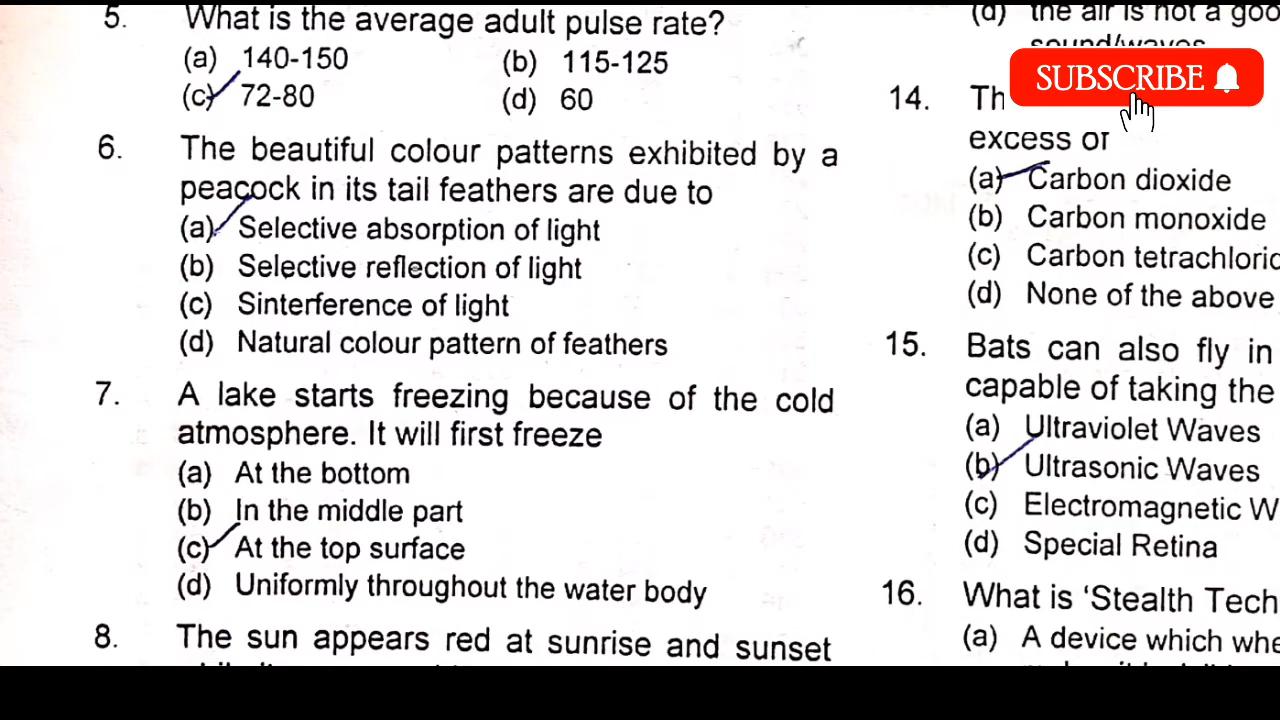 5. What is the average adult pulse rate?
(a) 140-150 (b) 115-125
(c) 72-80 (d) 60
6. The beautiful colour patterns exhibited by a
peacock in its tail feathers are due to
(a) Selective absorption of light
(b) Selective reflection of light
(c) Sinterference of light
(d) Natural colour pattern of feathers
7. A lake starts freezing because of the cold
atmosphere. It will first freeze
(a) At the bottom
(b) In the middle part
(c) At the top surface
(d) Uniformly throughout the water body
8. The sun appears red at sunrise and sunset
(d) the air is not a goo
sound/waves
SUBSCRIBE
14. Th
excess of
(a) Carbon dioxide
(b) Carbon monoxide
(c) Carbon tetrachloric
(d) None of the above
15. Bats can also fly in
capable of taking the
(a) Ultraviolet Waves
(b) Ultrasonic Waves
(c) Electromagnetic W
(d) Special Retina
16. What is ‘Stealth Tech
(a) A device which whe